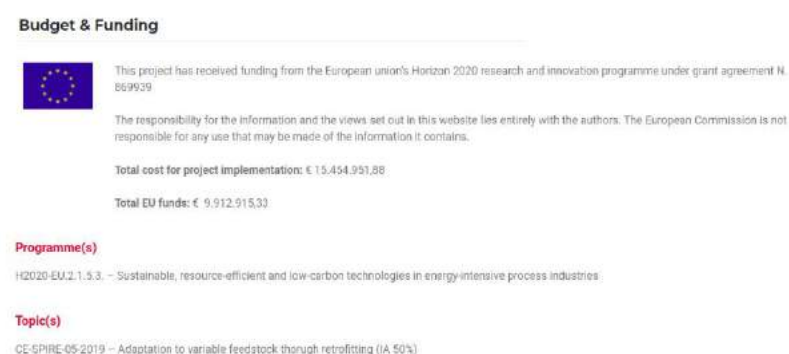 Budget & Funding
This project has received funding from the European union's Horizon 2020 research and innovation programme under grant agreement N.
869939
The responsibility for the information and the views set out in this website lies entirely with the authors. The European Commission is not
responsible for any use that may be made of the information it contains.
Total cost for project implementation: € 15.454.951,88
Total EU funds: € 9.912.915,33
Programme(s)
H2020-EU.2.1.5.3. – Sustainable, resource-efficient and low-carbon technologies in energy-intensive process industries
Topic(s)
CE-SPIRE-05-2019 – Adaptation to variable feedstock thorugh retrofitting (IA 50%)